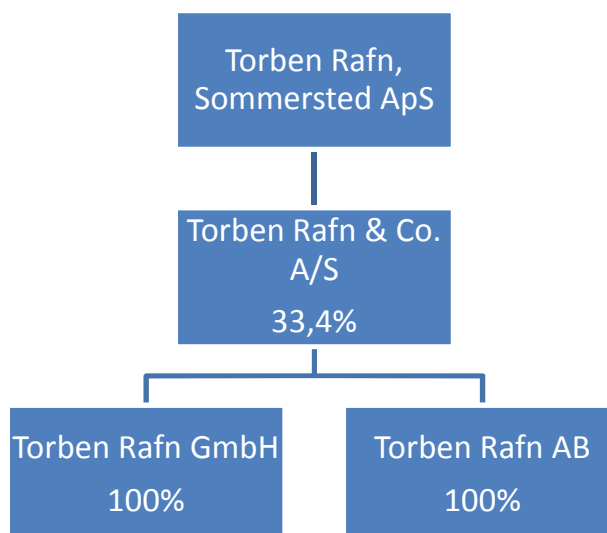 Torben Rafn,
Sommersted ApS
Torben Rafn & Co.
A/S
33,4%
Torben Rafn GmbH
100%
Torben Rafn AB
100%